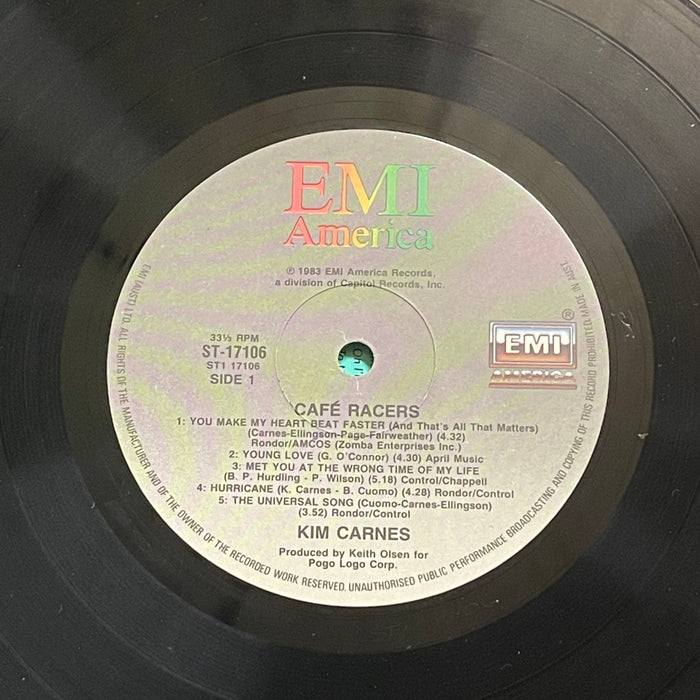 EMI
America
℗ 1983 EMI America Records,
a division of Capitol Records, Inc.
33⅓ RPM
ST-17106
ST1 17106
SIDE 1
®
EMI
AMERICA
CAFÉ RACERS
1: YOU MAKE MY HEART BEAT FASTER (And That's All That Matters)
(Carnes-Ellingson-Page-Fairweather) (4.32)
Rondor/AMCOS (Zomba Enterprises Inc.)
2: YOUNG LOVE (G. O'Connor) (4.30) April Music
3: MET YOU AT THE WRONG TIME OF MY LIFE
(B. P. Hurdling - P. Wilson) (5.18) Control/Chappell
4: HURRICANE (K. Carnes - B. Cuomo) (4.28) Rondor/Control
5: THE UNIVERSAL SONG (Cuomo-Carnes-Ellingson)
(3.52) Rondor/Control
KIM CARNES
Produced by Keith Olsen for
Pogo Logo Corp.
EMI (AUST.) LTD. ALL RIGHTS OF THE MANUFACTURER AND OF THE OWNER OF THE RECORDED WORK RESERVED. UNAUTHORISED PUBLIC PERFORMANCE BROADCASTING AND COPYING OF THIS RECORD PROHIBITED. MADE IN AUST.